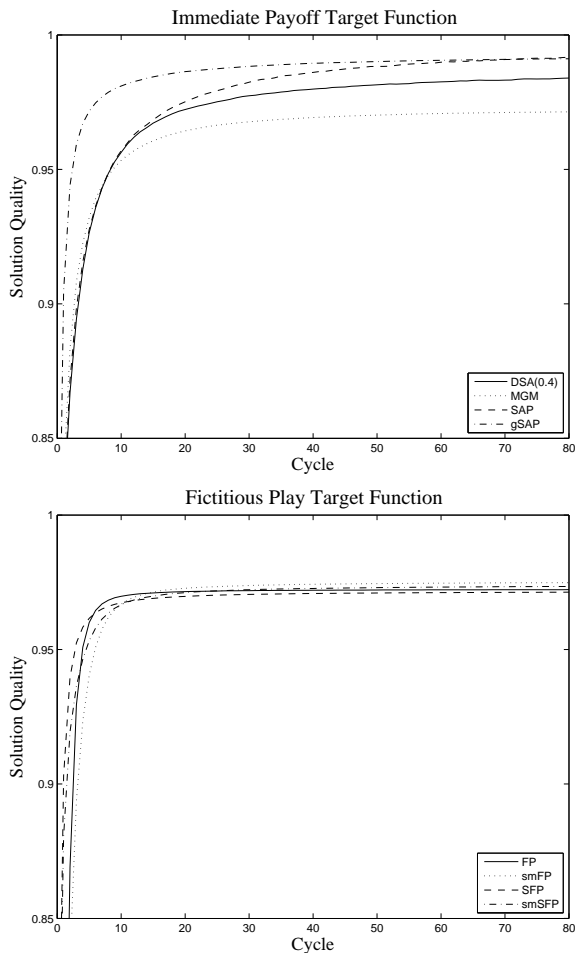 Immediate Payoff Target Function
1
0.95
0.9
0.85
Solution Quality
0 10 20 30 40 50 60 70 80
Cycle
DSA(0.4)
MGM
SAP
gSAP
Fictitious Play Target Function
1
0.95
0.9
0.85
Solution Quality
0 10 20 30 40 50 60 70 80
Cycle
FP
smFP
SFP
smSFP